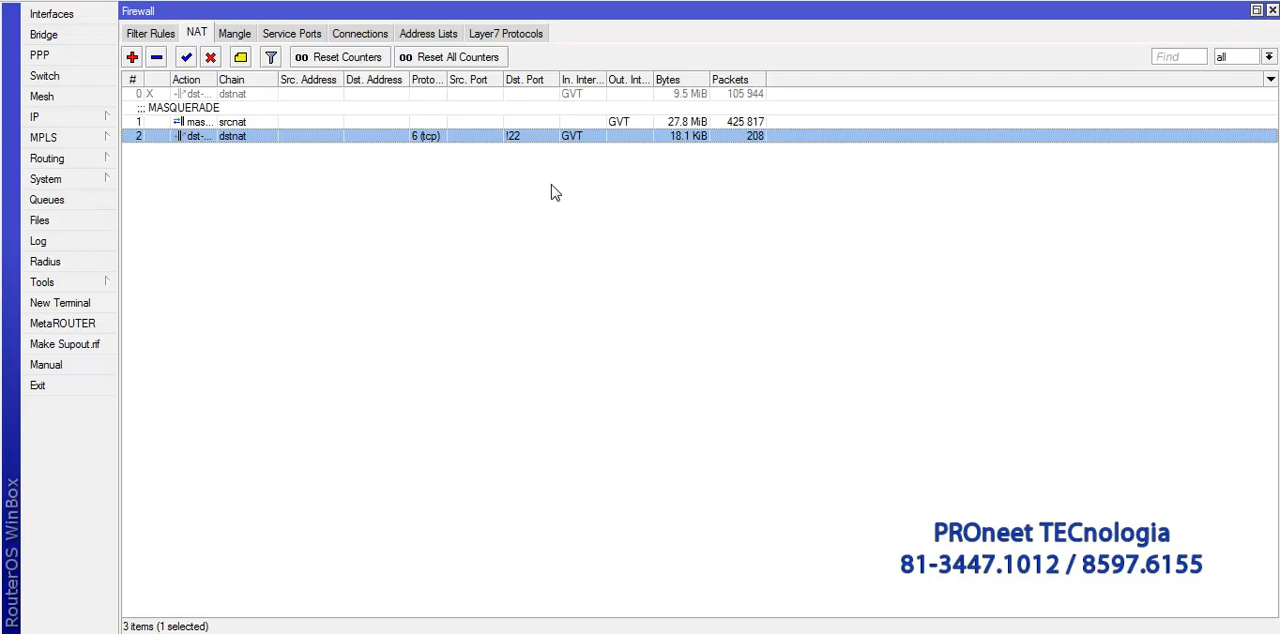 Firewall
Interfaces
Bridge
PPP
Switch
Mesh
IP
MPLS
Routing
System
Queues
Files
Log
Radius
Tools
New Terminal
MetaROUTER
Make Supout.rif
Manual
Exit
RouterOS WinBox
Filter Rules NAT Mangle Service Ports Connections Address Lists Layer7 Protocols
00 Reset Counters 00 Reset All Counters Find all
# Action Chain Src. Address Dst. Address Proto... Src. Port Dst. Port In. Inter... Out. Int... Bytes Packets
0 X dst-... dstnat GVT 9.5 MiB 105 944
;;; MASQUERADE
1 mas... srcnat GVT 27.8 MiB 425 817
2 dst-... dstnat 6 (tcp) !22 GVT 18.1 KiB 208
PROneet TECnologia
81-3447.1012 / 8597.6155
3 items (1 selected)